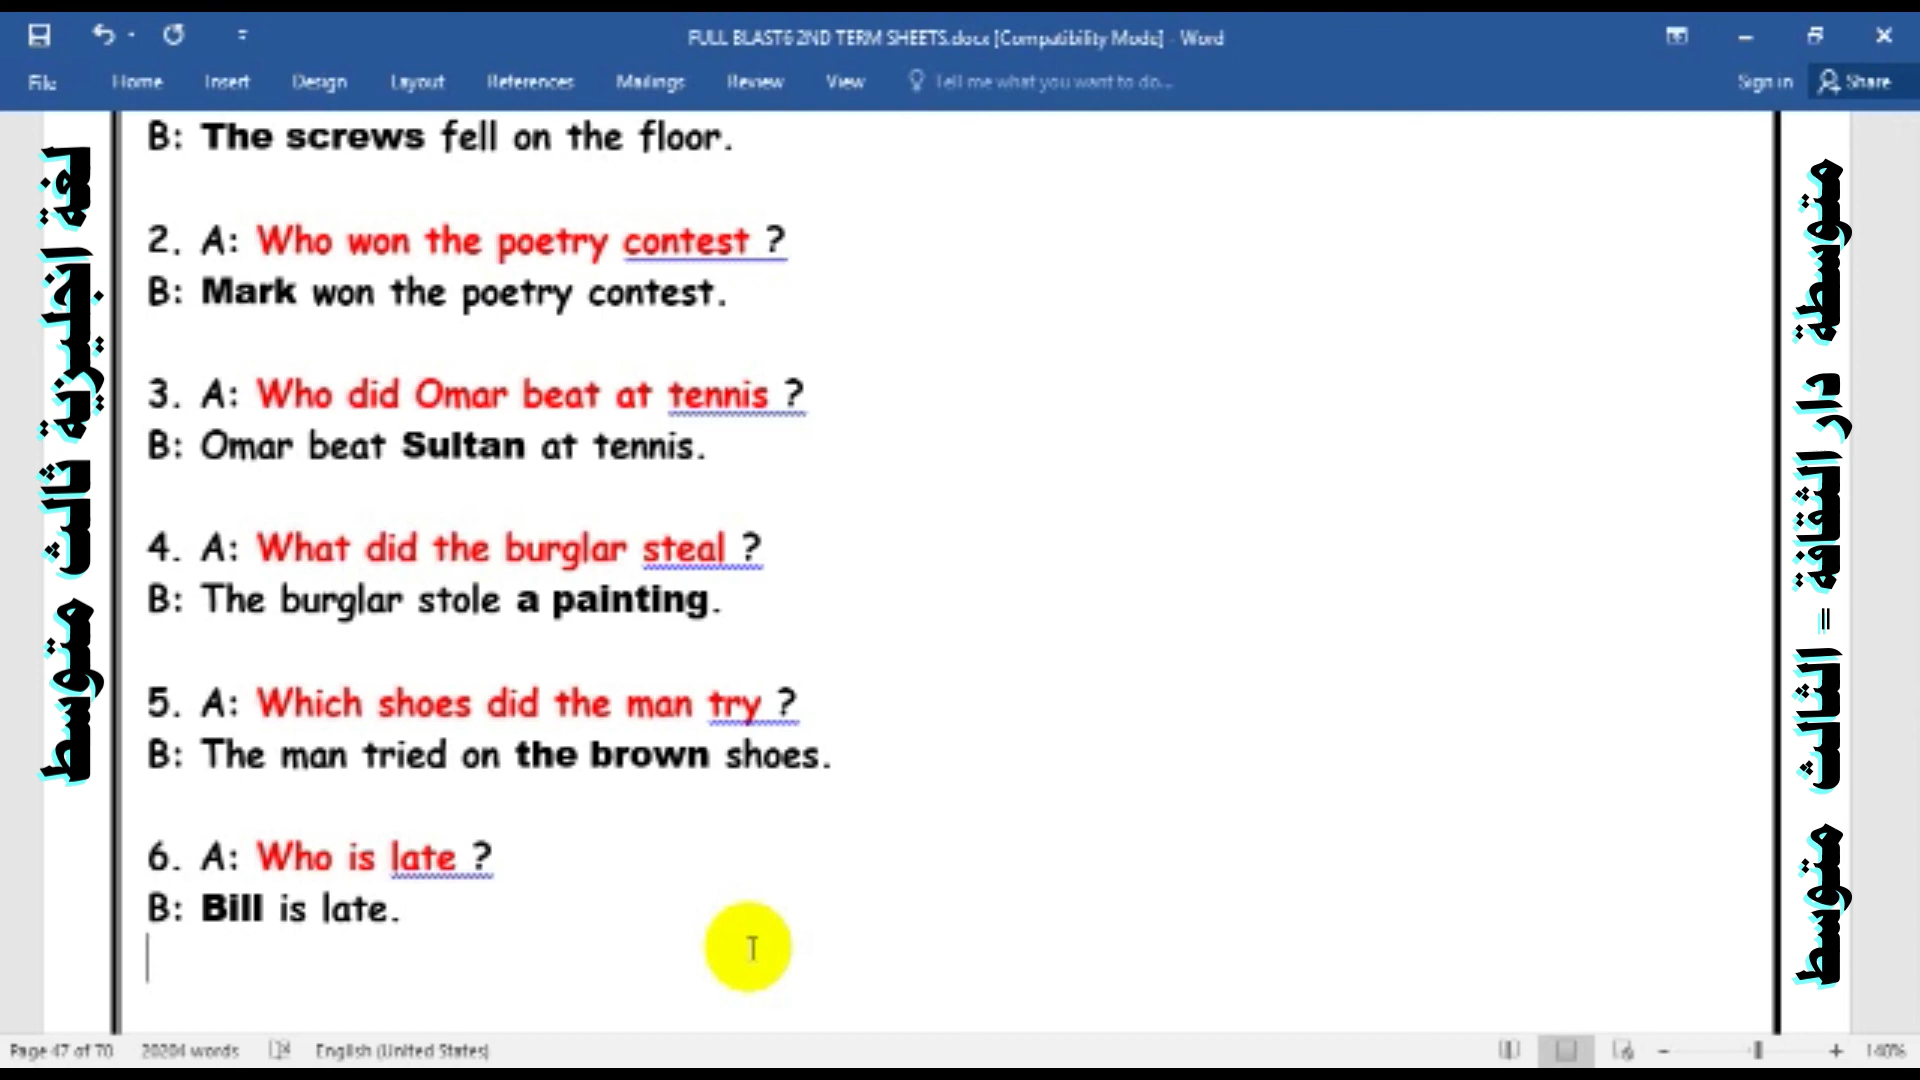 FULL BLAST6 2ND TERM SHEETS.docx [Compatibility Mode] - Word
File Home Insert Design Layout References Mailings Review View Tell me what you want to do... Sign in Share
B: The screws fell on the floor.
2. A: Who won the poetry contest ?
B: Mark won the poetry contest.
3. A: Who did Omar beat at tennis ?
B: Omar beat Sultan at tennis.
4. A: What did the burglar steal ?
B: The burglar stole a painting.
5. A: Which shoes did the man try ?
B: The man tried on the brown shoes.
6. A: Who is late ?
B: Bill is late.
لغة انجليزية ثالث متوسط
متوسطة دار الثقافة = الثالث متوسط
Page 47 of 70 20204 words English (United States) 140%